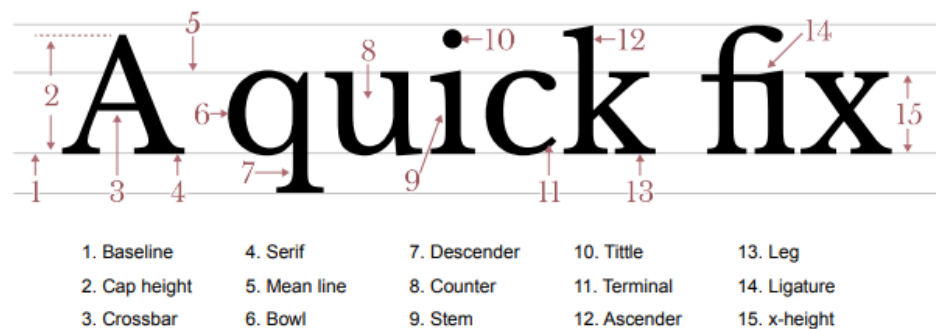 A quick fix
5
10
12
14
8
2
6
15
7
9
1
3
4
11
13
1. Baseline
4. Serif
7. Descender
10. Tittle
13. Leg
2. Cap height
5. Mean line
8. Counter
11. Terminal
14. Ligature
3. Crossbar
6. Bowl
9. Stem
12. Ascender
15. x-height